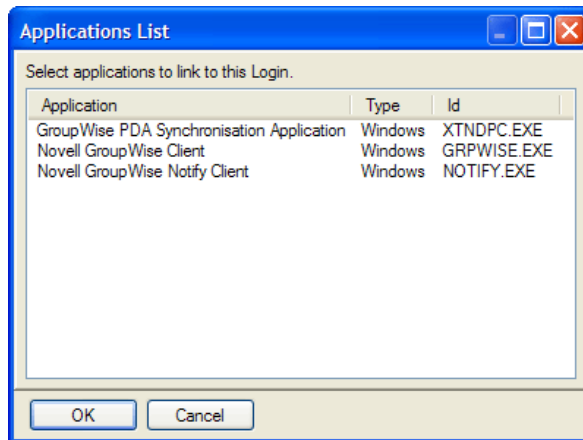 Applications List
Select applications to link to this Login.
Application Type Id
GroupWise PDA Synchronisation Application Windows XTNDPC.EXE
Novell GroupWise Client Windows GRPWISE.EXE
Novell GroupWise Notify Client Windows NOTIFY.EXE
OK Cancel